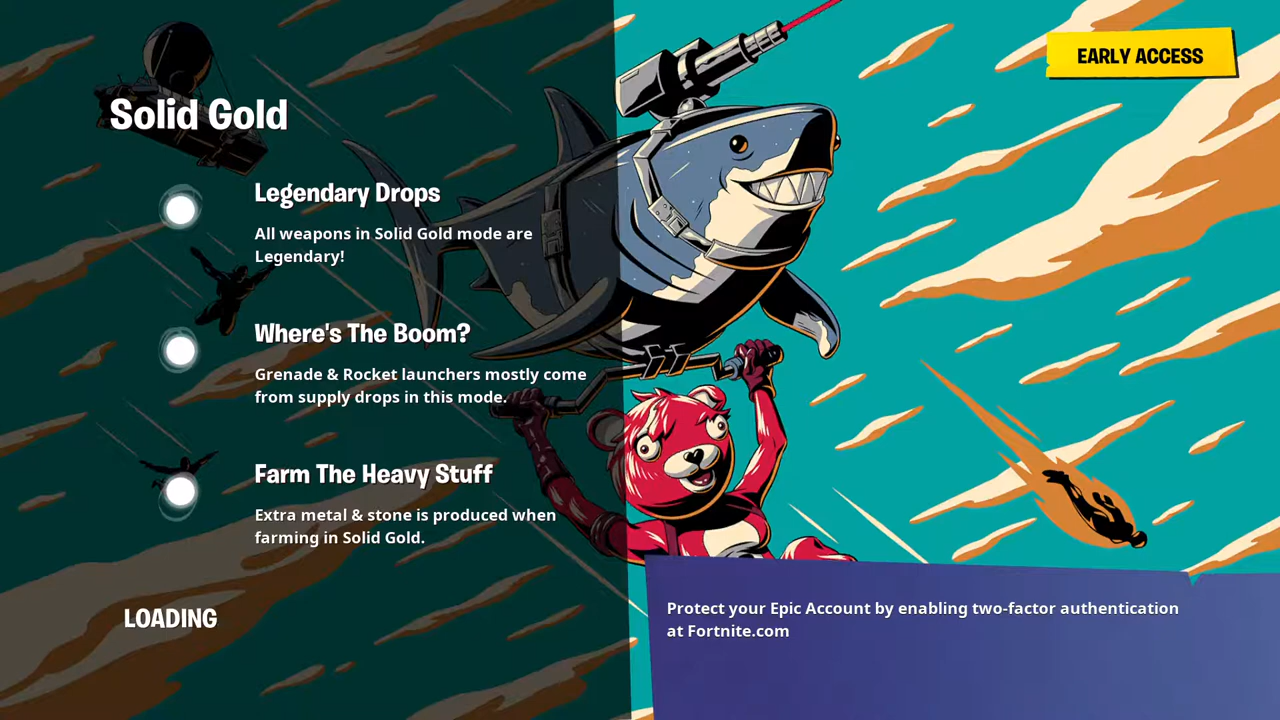 EARLY ACCESS
Solid Gold
Legendary Drops
All weapons in Solid Gold mode are
Legendary!
Where's The Boom?
Grenade & Rocket launchers mostly come
from supply drops in this mode.
Farm The Heavy Stuff
Extra metal & stone is produced when
farming in Solid Gold.
LOADING
Protect your Epic Account by enabling two-factor authentication
at Fortnite.com